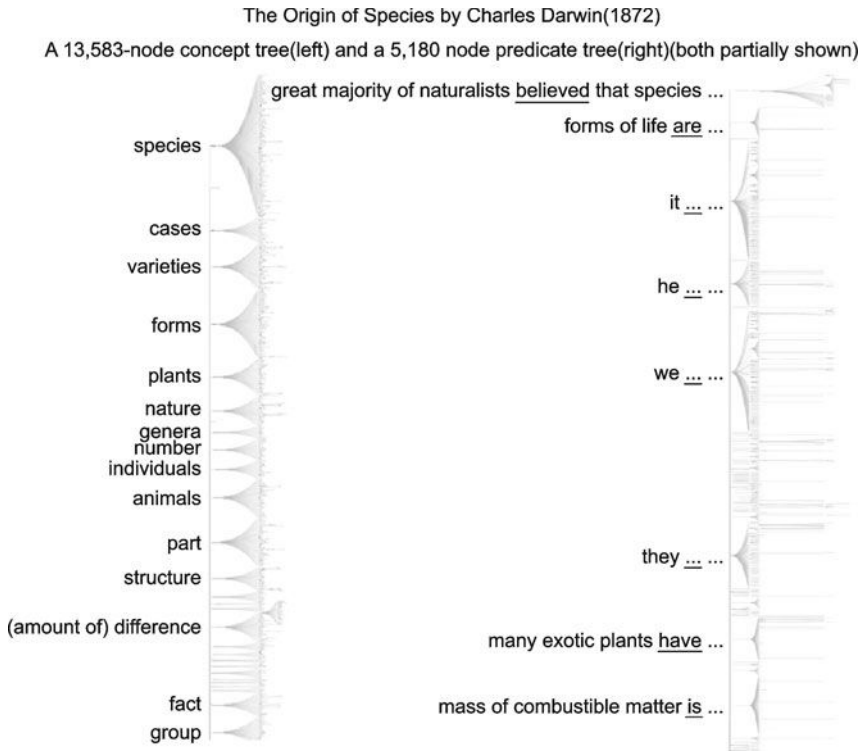 The Origin of Species by Charles Darwin(1872)
A 13,583-node concept tree(left) and a 5,180 node predicate tree(right)(both partially shown)
great majority of naturalists believed that species ...
forms of life are ...
species
it ... ...
cases
varieties
he ... ...
forms
we ... ...
plants
nature
genera
number
individuals
animals
part
they ... ...
structure
(amount of) difference
many exotic plants have ...
fact
mass of combustible matter is ...
group